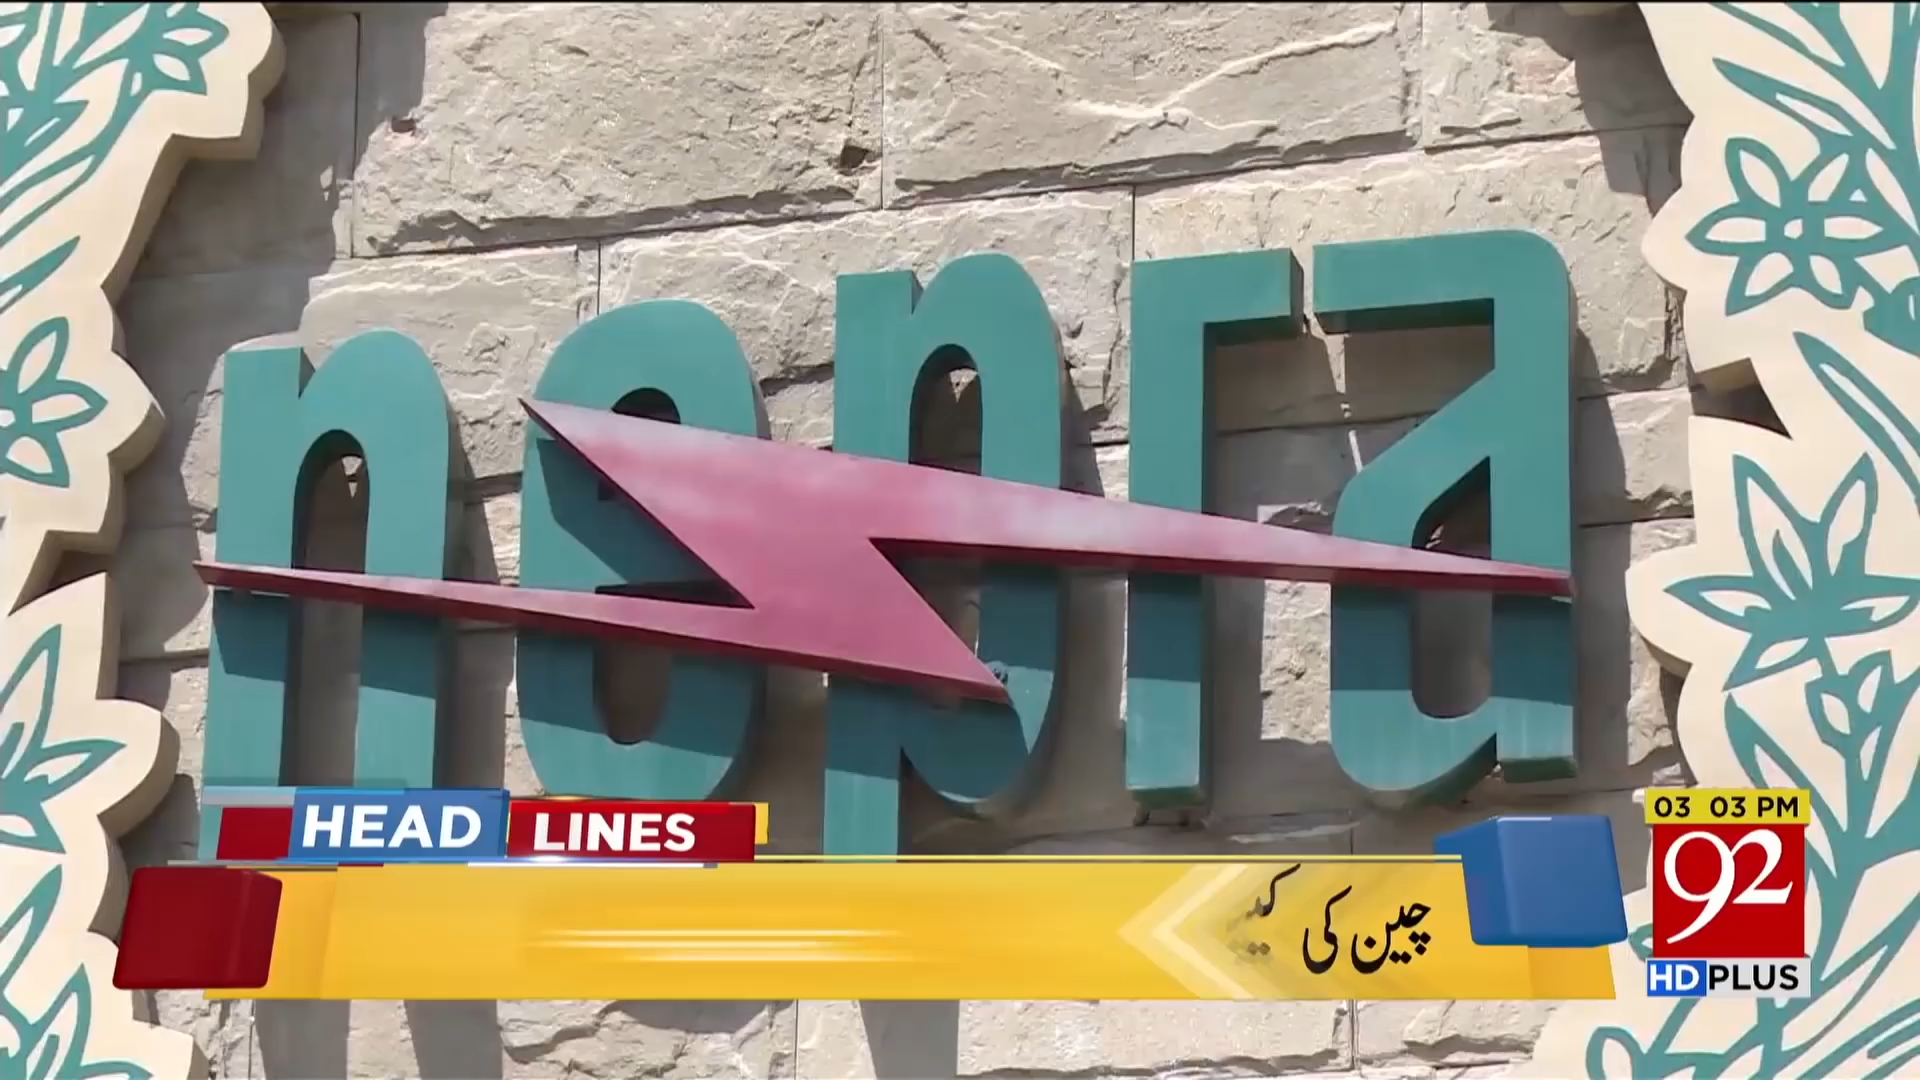 nepra
HEAD LINES
چین کی
03 03 PM
92
HD PLUS